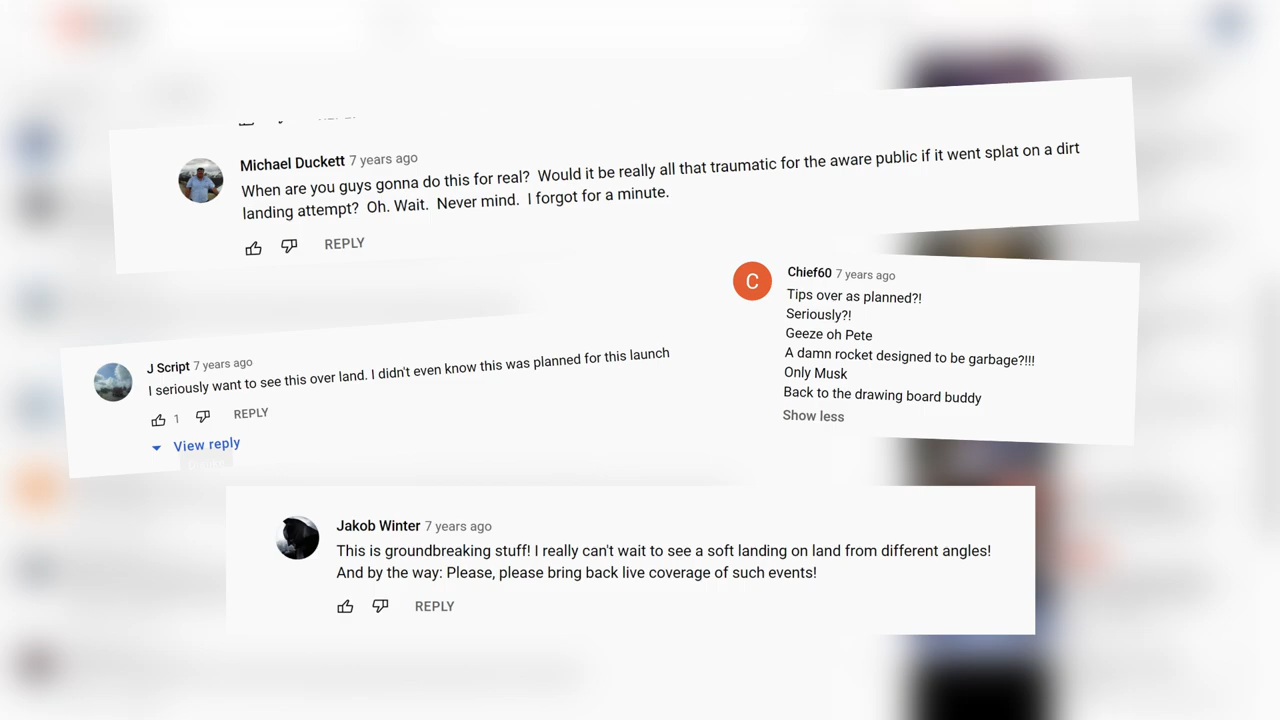 Michael Duckett 7 years ago
When are you guys gonna do this for real? Would it be really all that traumatic for the aware public if it went splat on a dirt
landing attempt? Oh. Wait. Never mind. I forgot for a minute.
REPLY
Chief60 7 years ago
C
Tips over as planned?!
Seriously?!
Geeze oh Pete
A damn rocket designed to be garbage?!!!
Only Musk
Back to the drawing board buddy
Show less
J Script 7 years ago
I seriously want to see this over land. I didn't even know this was planned for this launch
1 REPLY
View reply
Jakob Winter 7 years ago
This is groundbreaking stuff! I really can't wait to see a soft landing on land from different angles!
And by the way: Please, please bring back live coverage of such events!
REPLY